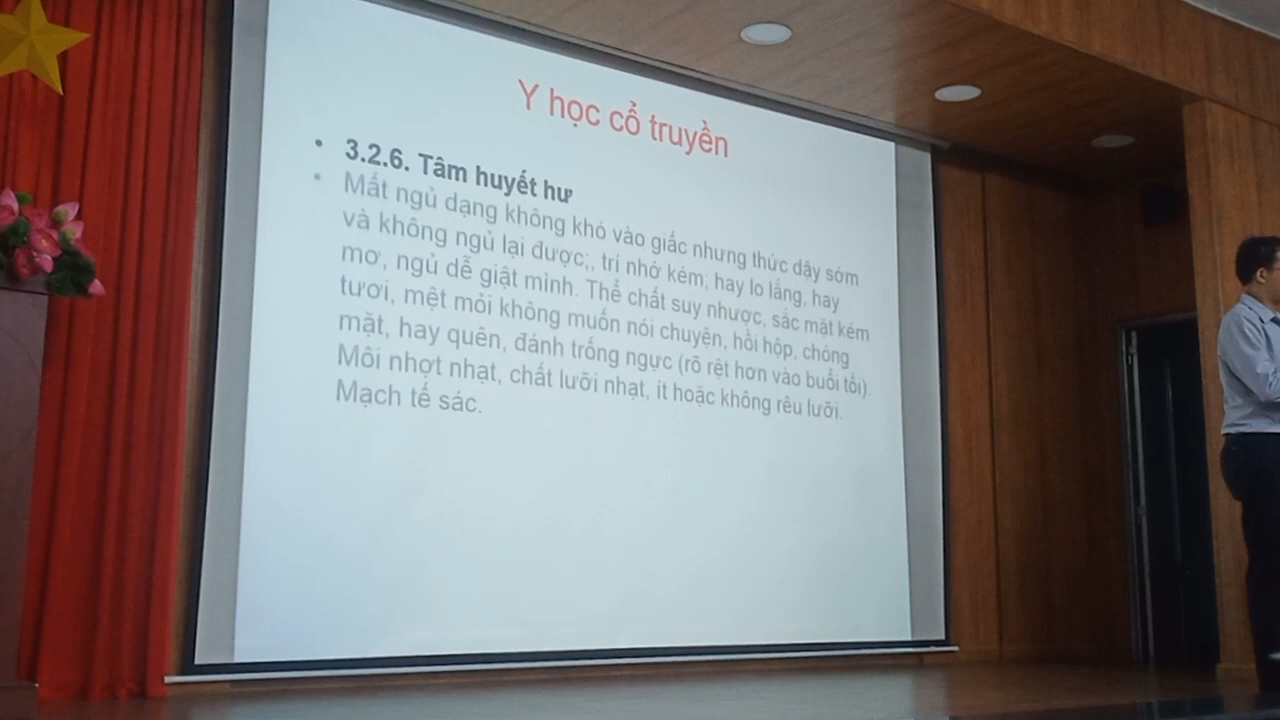 Y học cổ truyền
• 3.2.6. Tâm huyết hư
• Mất ngủ dạng không khó vào giấc nhưng thức dậy sớm
và không ngủ lại được;, trí nhớ kém; hay lo lắng, hay
mơ, ngủ dễ giật mình. Thể chất suy nhược, sắc mặt kém
tươi, mệt mỏi không muốn nói chuyện, hồi hộp, chóng
mặt, hay quên, đánh trống ngực (rõ rệt hơn vào buổi tối).
Môi nhợt nhạt, chất lưỡi nhạt, ít hoặc không rêu lưỡi.
Mạch tế sác.